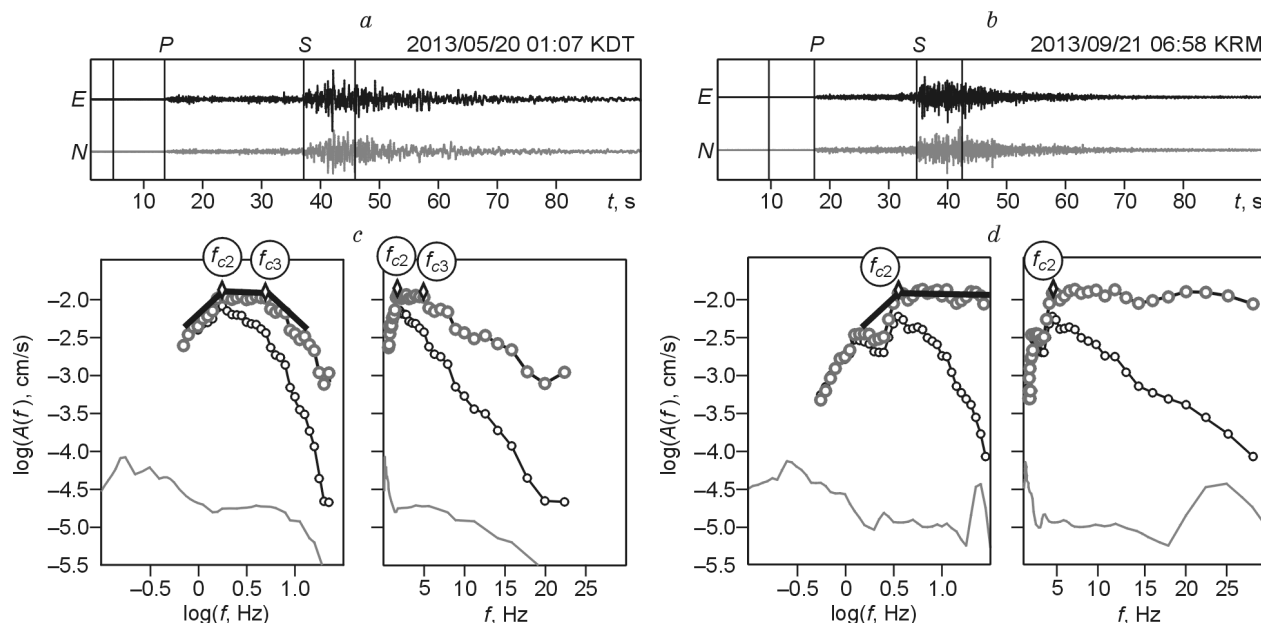 a
P S 2013/05/20 01:07 KDT
E
N
10 20 30 40 50 60 70 80 t, s
b
P S 2013/09/21 06:58 KRM
E
N
10 20 30 40 50 60 70 80 t, s
c
fc2 fc3 fc2 fc3
log(A(f), cm/s)
−2.0
−2.5
−3.0
−3.5
−4.0
−4.5
−5.0
−5.5
−0.5 0 0.5 1.0
log(f, Hz)
5 10 15 20 25
f, Hz
d
fc2 fc2
log(A(f), cm/s)
−2.0
−2.5
−3.0
−3.5
−4.0
−4.5
−5.0
−5.5
−0.5 0 0.5 1.0
log(f, Hz)
5 10 15 20 25
f, Hz